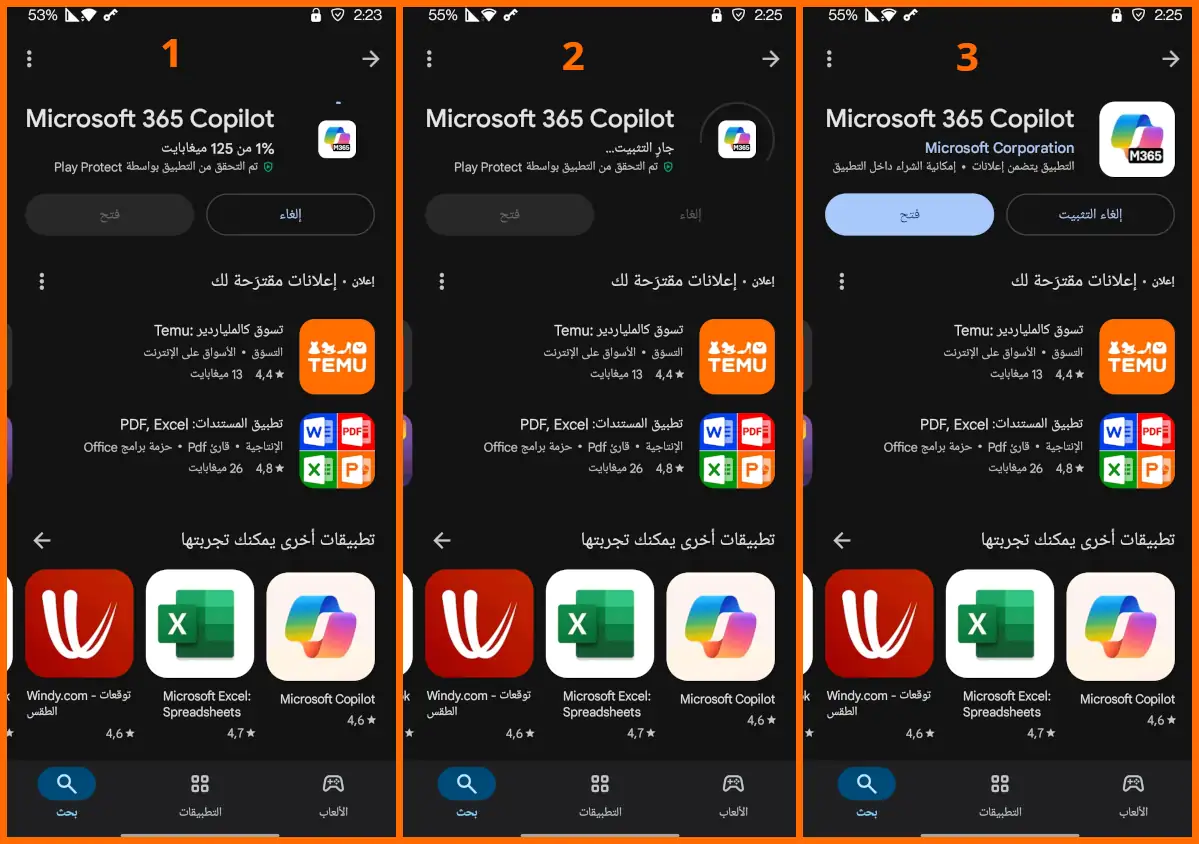 53%
2:23
1
Microsoft 365 Copilot
1% من 125 ميغابايت
تم التحقق من التطبيق بواسطة Play Protect
M365
إلغاء
فتح
إعلان • إعلانات مقترَحة لك
Temu: تسوق كالملياردير
التسوّق • الأسواق على الإنترنت
4,4★ 13 ميغابايت
TEMU
تطبيق المستندات: PDF, Excel
الإنتاجية • قارئ Pdf • حزمة برامج Office
4,8★ 26 ميغابايت
W PDF
X P
تطبيقات أخرى يمكنك تجربتها
X
Microsoft Copilot
4,6★
Microsoft Excel: Spreadsheets
4,7★
Windy.com - توقعات الطقس
4,6★
k
الألعاب
التطبيقات
بحث
55%
2:25
2
Microsoft 365 Copilot
جارٍ التثبيت...
تم التحقق من التطبيق بواسطة Play Protect
M365
إلغاء
فتح
إعلان • إعلانات مقترَحة لك
Temu: تسوق كالملياردير
التسوّق • الأسواق على الإنترنت
4,4★ 13 ميغابايت
TEMU
تطبيق المستندات: PDF, Excel
الإنتاجية • قارئ Pdf • حزمة برامج Office
4,8★ 26 ميغابايت
W PDF
X P
تطبيقات أخرى يمكنك تجربتها
X
Microsoft Copilot
4,6★
Microsoft Excel: Spreadsheets
4,7★
Windy.com - توقعات الطقس
4,6★
k
الألعاب
التطبيقات
بحث
55%
2:25
3
Microsoft 365 Copilot
Microsoft Corporation
التطبيق يتضمن إعلانات • إمكانية الشراء داخل التطبيق
M365
إلغاء التثبيت
فتح
إعلان • إعلانات مقترَحة لك
Temu: تسوق كالملياردير
التسوّق • الأسواق على الإنترنت
4,4★ 13 ميغابايت
TEMU
تطبيق المستندات: PDF, Excel
الإنتاجية • قارئ Pdf • حزمة برامج Office
4,8★ 26 ميغابايت
W PDF
X P
تطبيقات أخرى يمكنك تجربتها
X
Microsoft Copilot
4,6★
Microsoft Excel: Spreadsheets
4,7★
Windy.com - توقعات الطقس
4,6★
k
الألعاب
التطبيقات
بحث